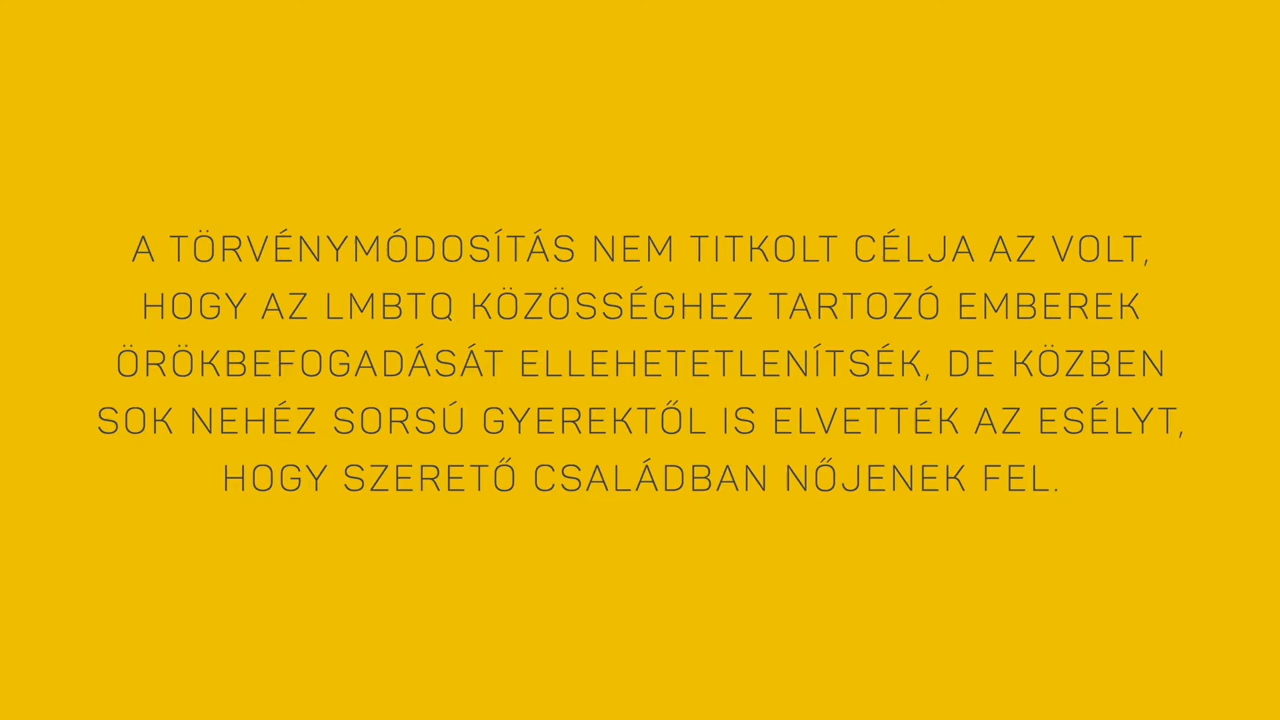 A TÖRVÉNYMÓDOSÍTÁS NEM TITKOLT CÉLJA AZ VOLT,
HOGY AZ LMBTQ KÖZÖSSÉGHEZ TARTOZÓ EMBEREK
ÖRÖKBEFOGADÁSÁT ELLEHETETLENÍTSÉK, DE KÖZBEN
SOK NEHÉZ SORSÚ GYEREKTŐL IS ELVETTÉK AZ ESÉLYT,
HOGY SZERETŐ CSALÁDBAN NŐJENEK FEL.